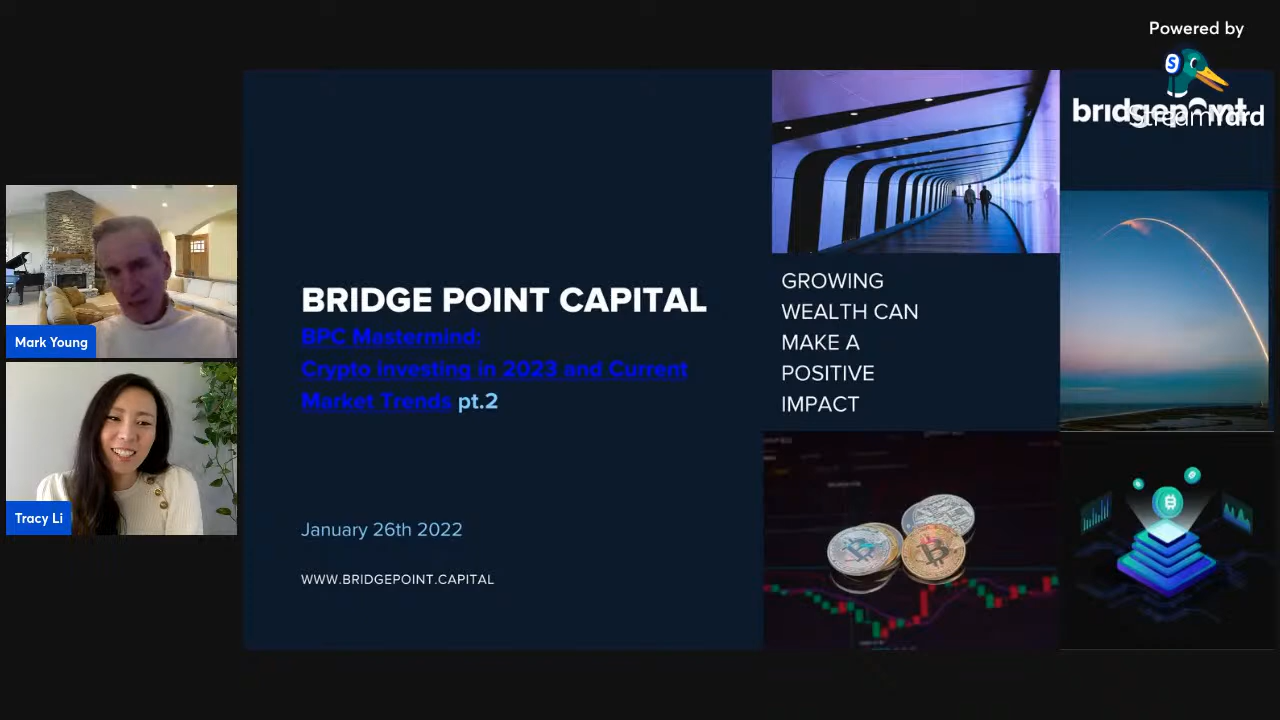 Powered by
StreamYard
bridgepoint
Mark Young
Tracy Li
BRIDGE POINT CAPITAL
BPC Mastermind:
Crypto investing in 2023 and Current
Market Trends pt.2
January 26th 2022
WWW.BRIDGEPOINT.CAPITAL
GROWING
WEALTH CAN
MAKE A
POSITIVE
IMPACT